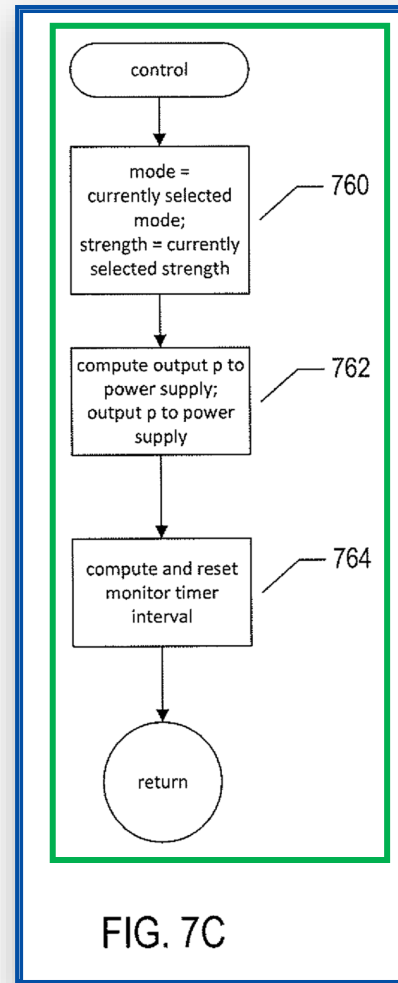 control
mode =
currently selected
mode;
strength = currently
selected strength
760
compute output p to
power supply;
output p to power
supply
762
compute and reset
monitor timer
interval
764
return
FIG. 7C